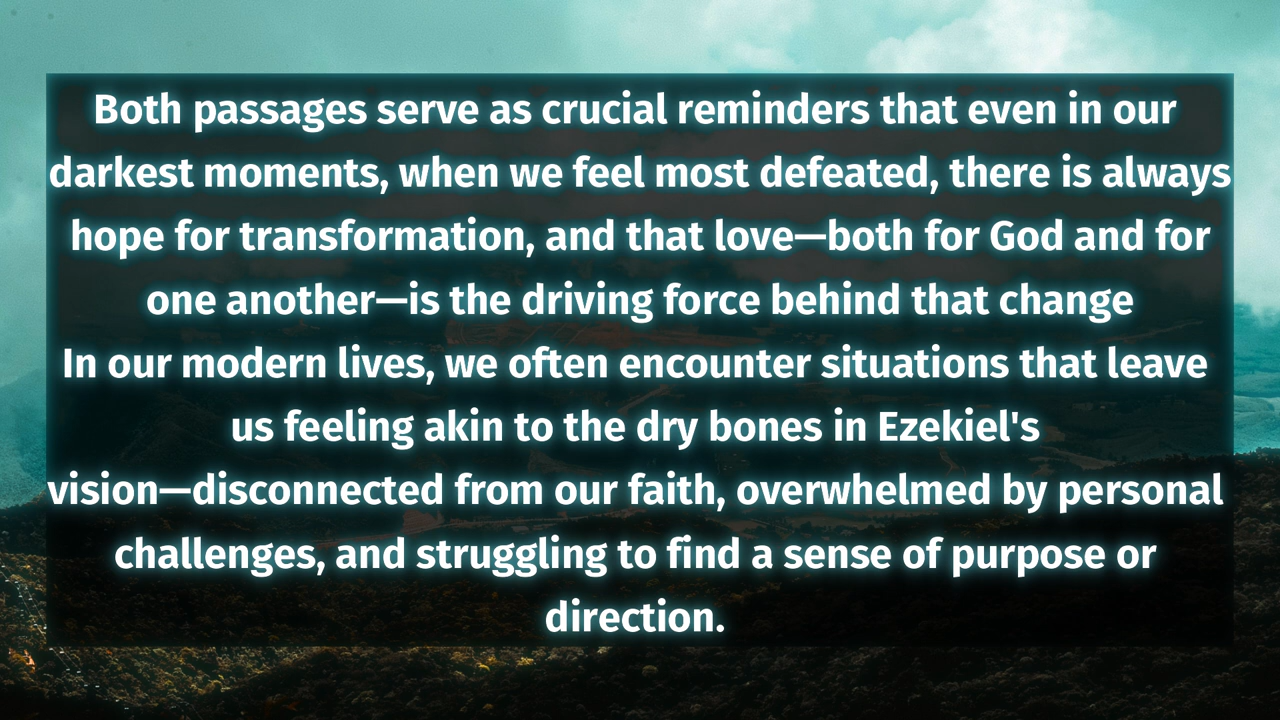 Both passages serve as crucial reminders that even in our
darkest moments, when we feel most defeated, there is always
hope for transformation, and that love—both for God and for
one another—is the driving force behind that change
In our modern lives, we often encounter situations that leave
us feeling akin to the dry bones in Ezekiel's
vision—disconnected from our faith, overwhelmed by personal
challenges, and struggling to find a sense of purpose or
direction.